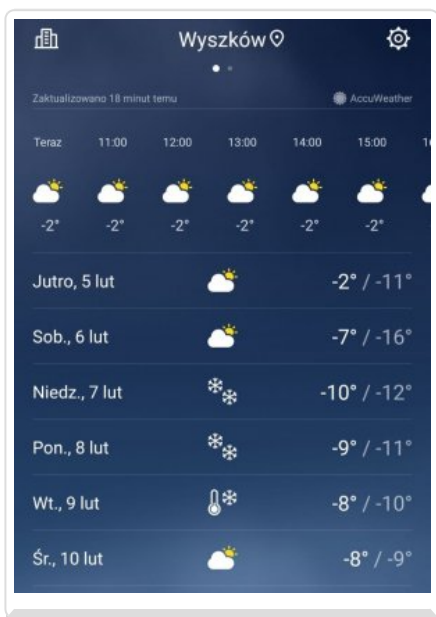 Wyszków
Zaktualizowano 18 minut temu AccuWeather
Teraz 11:00 12:00 13:00 14:00 15:00
-2° -2° -2° -2° -2° -2°
Jutro, 5 lut -2° / -11°
Sob., 6 lut -7° / -16°
Niedz., 7 lut -10° / -12°
Pon., 8 lut -9° / -11°
Wt., 9 lut -8° / -10°
Śr., 10 lut -8° / -9°